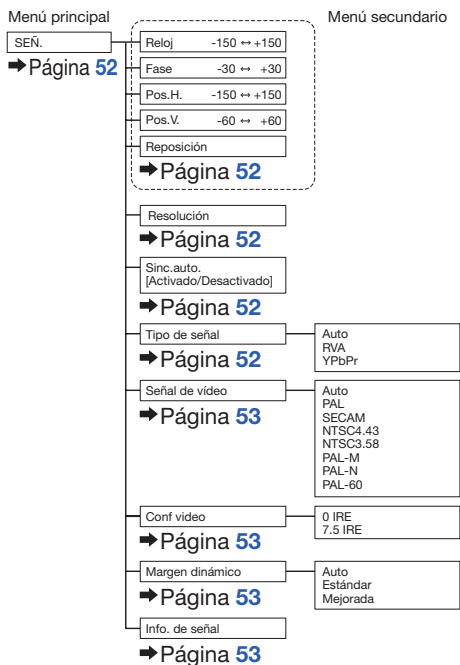 Menú principal
Menú secundario
SEÑ.
➡Página 52
Reloj -150 ↔ +150
Fase -30 ↔ +30
Pos.H. -150 ↔ +150
Pos.V. -60 ↔ +60
Reposición
➡Página 52
Resolución
➡Página 52
Sinc.auto.
[Activado/Desactivado]
➡Página 52
Tipo de señal
➡Página 52
Auto
RVA
YPbPr
Señal de vídeo
➡Página 53
Auto
PAL
SECAM
NTSC4.43
NTSC3.58
PAL-M
PAL-N
PAL-60
Conf video
➡Página 53
0 IRE
7.5 IRE
Margen dinámico
➡Página 53
Auto
Estándar
Mejorada
Info. de señal
➡Página 53